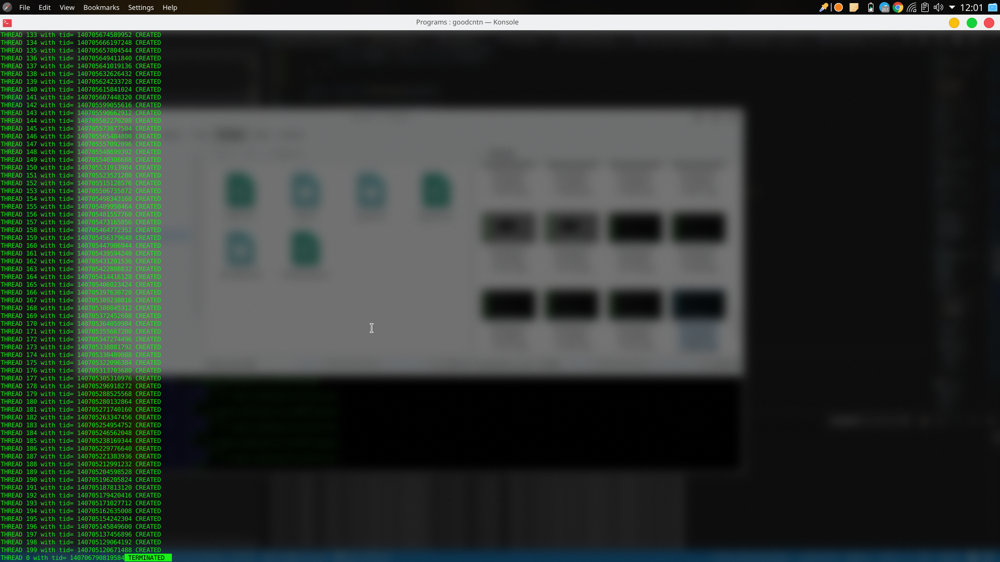 File Edit View Bookmarks Settings Help 261 12:01
Programs : goodcntn — Konsole
THREAD 133 with tid= 140705674589952 CREATED
THREAD 134 with tid= 140705666197248 CREATED
THREAD 135 with tid= 140705657804544 CREATED
THREAD 136 with tid= 140705649411840 CREATED
THREAD 137 with tid= 140705641019136 CREATED
THREAD 138 with tid= 140705632626432 CREATED
THREAD 139 with tid= 140705624233728 CREATED
THREAD 140 with tid= 140705615841024 CREATED
THREAD 141 with tid= 140705607448320 CREATED
THREAD 142 with tid= 140705599055616 CREATED
THREAD 143 with tid= 140705590662912 CREATED
THREAD 144 with tid= 140705582270208 CREATED
THREAD 145 with tid= 140705573877504 CREATED
THREAD 146 with tid= 140705565484800 CREATED
THREAD 147 with tid= 140705557092096 CREATED
THREAD 148 with tid= 140705548699392 CREATED
THREAD 149 with tid= 140705540306688 CREATED
THREAD 150 with tid= 140705531913984 CREATED
THREAD 151 with tid= 140705523521280 CREATED
THREAD 152 with tid= 140705515128576 CREATED
THREAD 153 with tid= 140705506735872 CREATED
THREAD 154 with tid= 140705498343168 CREATED
THREAD 155 with tid= 140705489950464 CREATED
THREAD 156 with tid= 140705481557760 CREATED
THREAD 157 with tid= 140705473165056 CREATED
THREAD 158 with tid= 140705464772352 CREATED
THREAD 159 with tid= 140705456379648 CREATED
THREAD 160 with tid= 140705447986944 CREATED
THREAD 161 with tid= 140705439594240 CREATED
THREAD 162 with tid= 140705431201536 CREATED
THREAD 163 with tid= 140705422808832 CREATED
THREAD 164 with tid= 140705414416128 CREATED
THREAD 165 with tid= 140705406023424 CREATED
THREAD 166 with tid= 140705397630720 CREATED
THREAD 167 with tid= 140705389238016 CREATED
THREAD 168 with tid= 140705380845312 CREATED
THREAD 169 with tid= 140705372452608 CREATED
THREAD 170 with tid= 140705364059904 CREATED
THREAD 171 with tid= 140705355667200 CREATED
THREAD 172 with tid= 140705347274496 CREATED
THREAD 173 with tid= 140705338881792 CREATED
THREAD 174 with tid= 140705330489088 CREATED
THREAD 175 with tid= 140705322096384 CREATED
THREAD 176 with tid= 140705313703680 CREATED
THREAD 177 with tid= 140705305310976 CREATED
THREAD 178 with tid= 140705296918272 CREATED
THREAD 179 with tid= 140705288525568 CREATED
THREAD 180 with tid= 140705280132864 CREATED
THREAD 181 with tid= 140705271740160 CREATED
THREAD 182 with tid= 140705263347456 CREATED
THREAD 183 with tid= 140705254954752 CREATED
THREAD 184 with tid= 140705246562048 CREATED
THREAD 185 with tid= 140705238169344 CREATED
THREAD 186 with tid= 140705229776640 CREATED
THREAD 187 with tid= 140705221383936 CREATED
THREAD 188 with tid= 140705212991232 CREATED
THREAD 189 with tid= 140705204598528 CREATED
THREAD 190 with tid= 140705196205824 CREATED
THREAD 191 with tid= 140705187813120 CREATED
THREAD 192 with tid= 140705179420416 CREATED
THREAD 193 with tid= 140705171027712 CREATED
THREAD 194 with tid= 140705162635008 CREATED
THREAD 195 with tid= 140705154242304 CREATED
THREAD 196 with tid= 140705145849600 CREATED
THREAD 197 with tid= 140705137456896 CREATED
THREAD 198 with tid= 140705129064192 CREATED
THREAD 199 with tid= 140705120671488 CREATED
THREAD 0 with tid= 140706790819584 TERMINATED